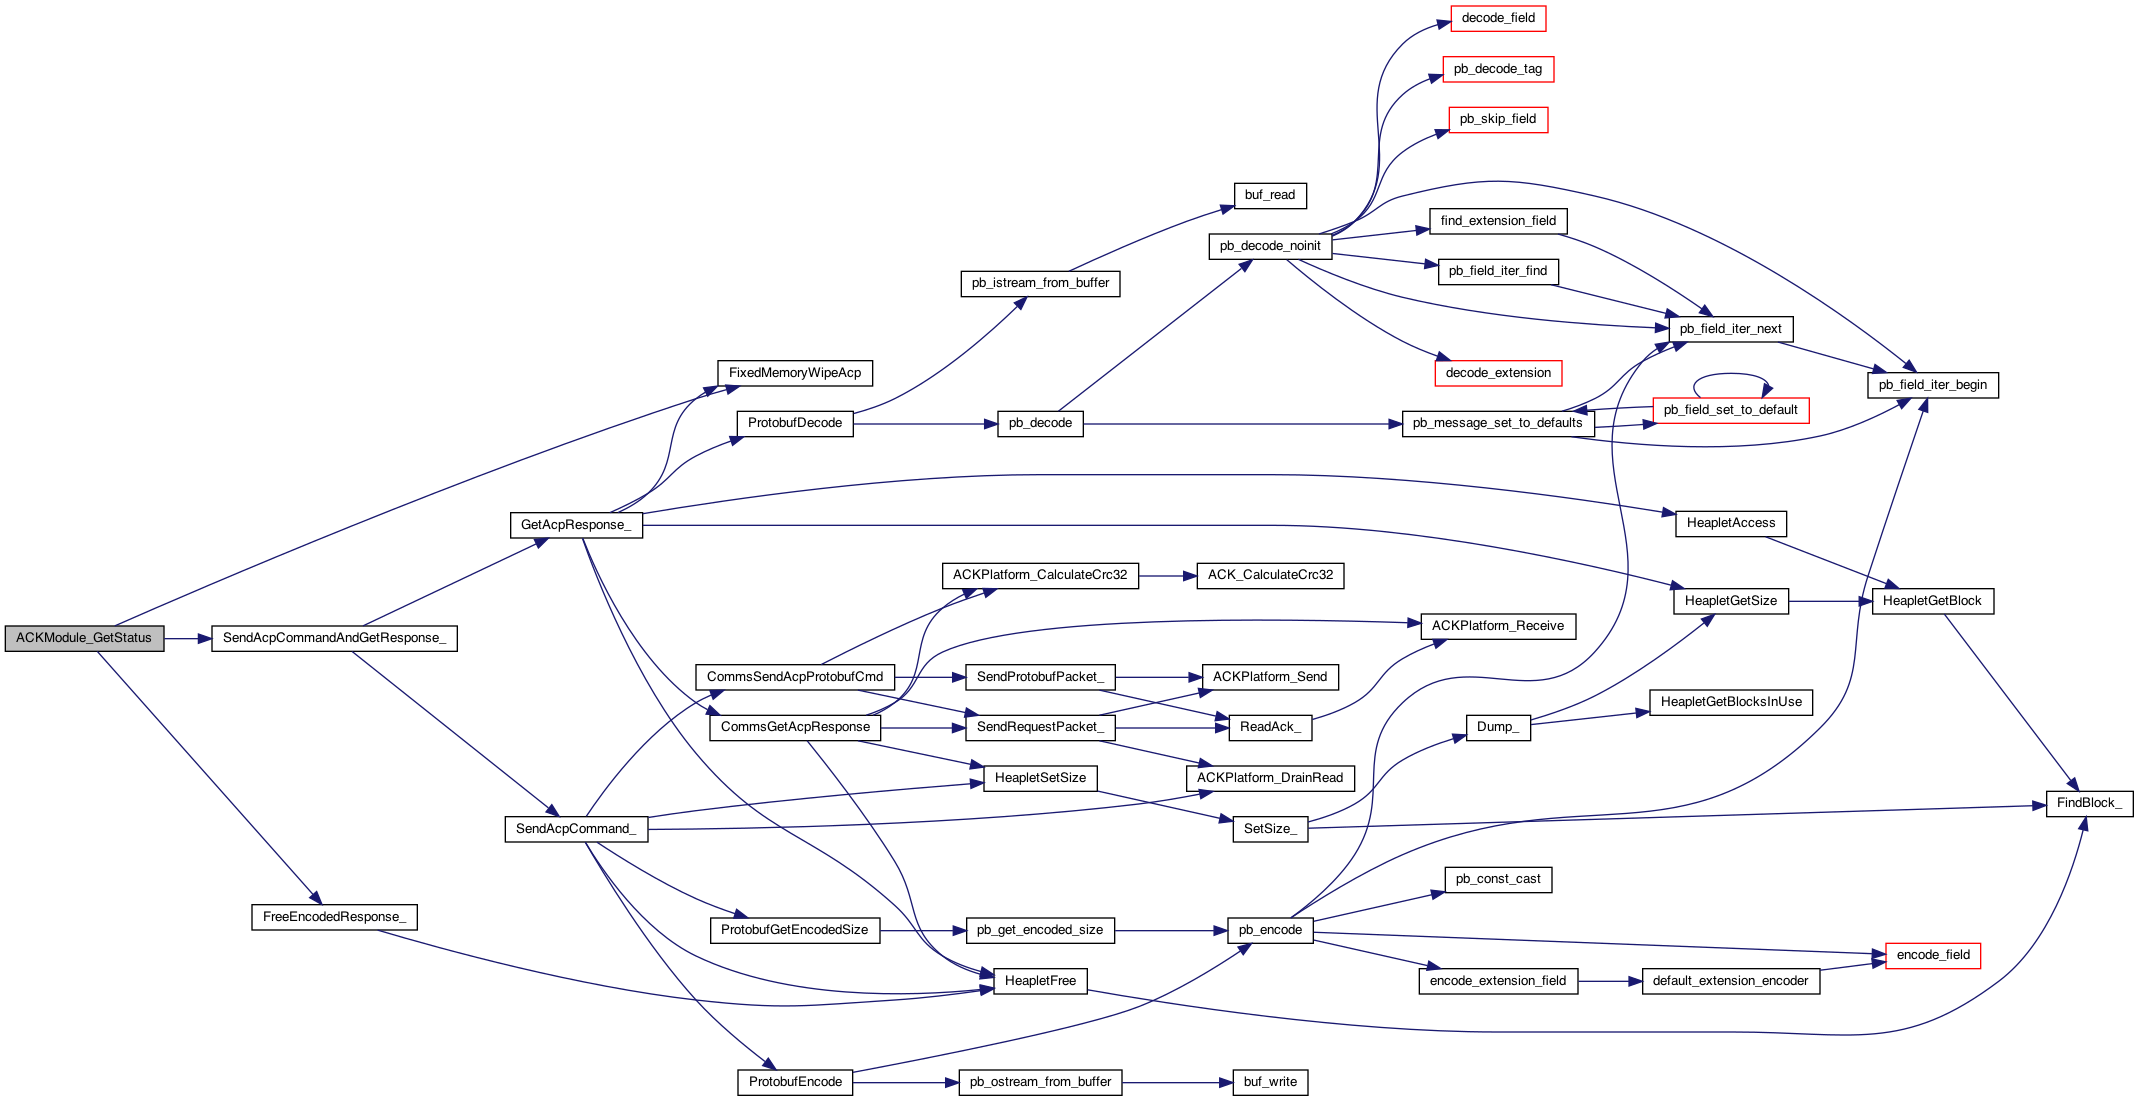 decode_field
pb_decode_tag
pb_skip_field
buf_read
find_extension_field
pb_decode_noinit
pb_field_iter_find
pb_istream_from_buffer
pb_field_iter_next
FixedMemoryWipeAcp
decode_extension
pb_field_iter_begin
pb_field_set_to_default
ProtobufDecode
pb_decode
pb_message_set_to_defaults
GetAcpResponse_
HeapletAccess
ACKPlatform_CalculateCrc32
ACK_CalculateCrc32
HeapletGetSize
HeapletGetBlock
ACKPlatform_Receive
ACKModule_GetStatus
SendAcpCommandAndGetResponse_
CommsSendAcpProtobufCmd
SendProtobufPacket_
ACKPlatform_Send
HeapletGetBlocksInUse
CommsGetAcpResponse
SendRequestPacket_
ReadAck_
Dump_
HeapletSetSize
ACKPlatform_DrainRead
FindBlock_
SendAcpCommand_
SetSize_
pb_const_cast
FreeEncodedResponse_
ProtobufGetEncodedSize
pb_get_encoded_size
pb_encode
encode_field
HeapletFree
encode_extension_field
default_extension_encoder
ProtobufEncode
pb_ostream_from_buffer
buf_write